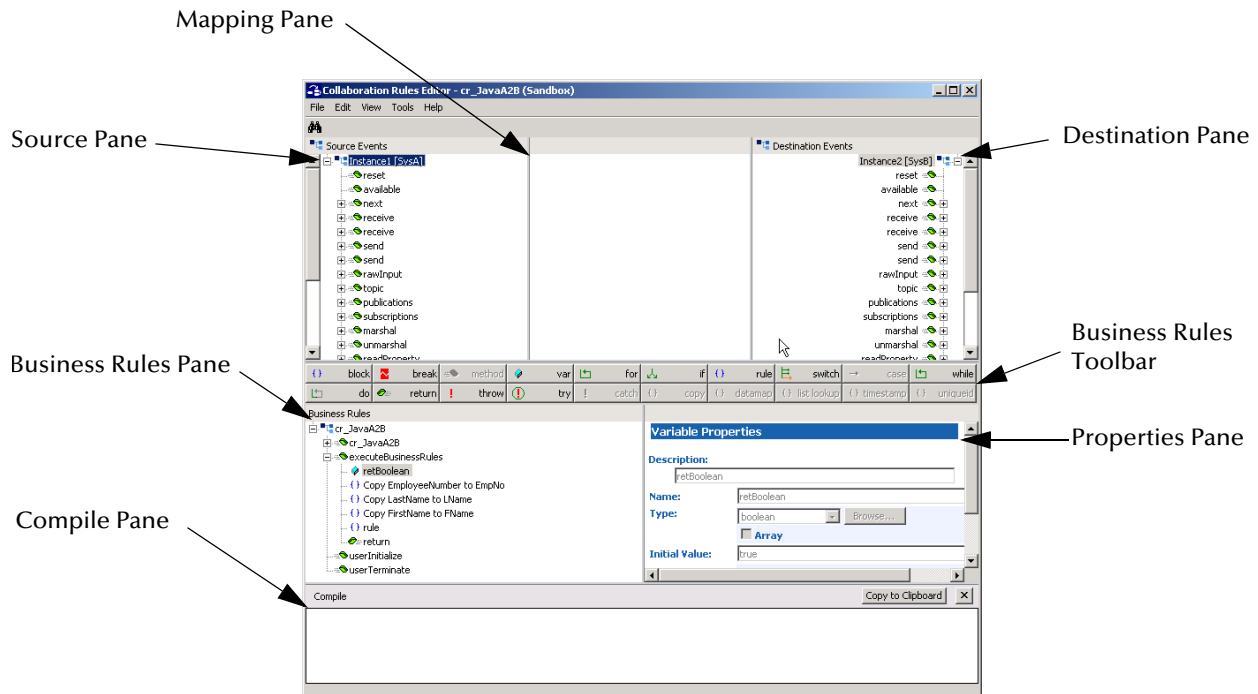 Mapping Pane
Source Pane
Destination Pane
Business Rules Pane
Business Rules
Toolbar
Properties Pane
Compile Pane
Collaboration Rules Editor - cr_JavaA2B (Sandbox)
File Edit View Tools Help
Source Events
Instance1 [SysA]
reset
available
next
receive
receive
send
send
rawInput
topic
publications
subscriptions
marshal
unmarshal
readProperty
Destination Events
Instance2 [SysB]
reset
available
next
receive
receive
send
send
rawInput
topic
publications
subscriptions
marshal
unmarshal
readProperty
block break method var for if rule switch case while
do return throw try catch copy datamap list lookup timestamp uniqueid
Business Rules
cr_JavaA2B
cr_JavaA2B
executeBusinessRules
retBoolean
Copy EmployeeNumber to EmpNo
Copy LastName to LName
Copy FirstName to FName
rule
return
userInitialize
userTerminate
Variable Properties
Description:
retBoolean
Name: retBoolean
Type: boolean Browse...
Array
Initial Value: true
Compile Copy to Clipboard